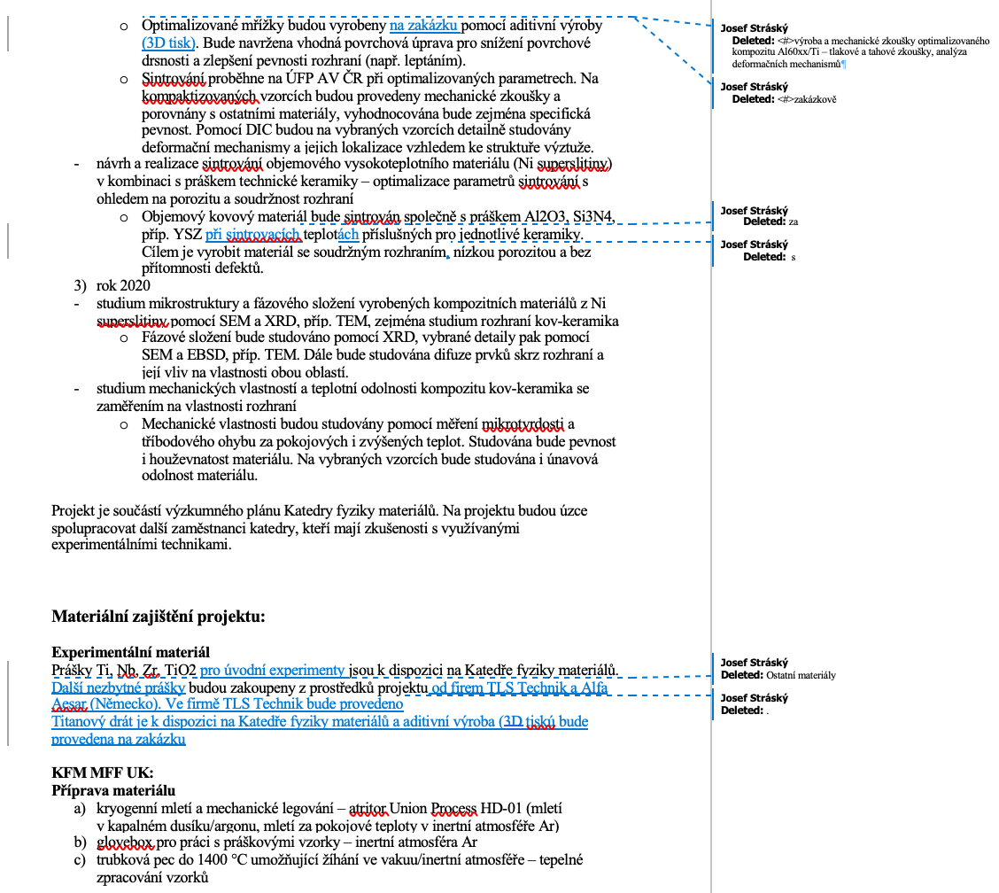 o Optimalizované mřížky budou vyrobeny na zakázku pomocí aditivní výroby
(3D tisk). Bude navržena vhodná povrchová úprava pro snížení povrchové
drsnosti a zlepšení pevnosti rozhraní (např. leptáním).
o Sintrování proběhne na ÚFP AV ČR při optimalizovaných parametrech. Na
kompaktizovaných vzorcích budou provedeny mechanické zkoušky a
porovnány s ostatními materiály, vyhodnocována bude zejména specifická
pevnost. Pomocí DIC budou na vybraných vzorcích detailně studovány
deformační mechanismy a jejich lokalizace vzhledem ke struktuře výztuže.
- návrh a realizace sintrování objemového vysokoteplotního materiálu (Ni superslitiny)
v kombinaci s práškem technické keramiky – optimalizace parametrů sintrování s
ohledem na porozitu a soudržnost rozhraní
o Objemový kovový materiál bude sintrován společně s práškem Al2O3, Si3N4,
příp. YSZ při sintrovacích teplotách příslušných pro jednotlivé keramiky.
Cílem je vyrobit materiál se soudržným rozhraním, nízkou porozitou a bez
přítomnosti defektů.
3) rok 2020
- studium mikrostruktury a fázového složení vyrobených kompozitních materiálů z Ni
superslitiny pomocí SEM a XRD, příp. TEM, zejména studium rozhraní kov-keramika
o Fázové složení bude studováno pomocí XRD, vybrané detaily pak pomocí
SEM a EBSD, příp. TEM. Dále bude studována difuze prvků skrz rozhraní a
její vliv na vlastnosti obou oblastí.
- studium mechanických vlastností a teplotní odolnosti kompozitu kov-keramika se
zaměřením na vlastnosti rozhraní
o Mechanické vlastnosti budou studovány pomocí měření mikrotvrdosti a
tříbodového ohybu za pokojových i zvýšených teplot. Studována bude pevnost
i houževnatost materiálu. Na vybraných vzorcích bude studována i únavová
odolnost materiálu.
Projekt je součástí výzkumného plánu Katedry fyziky materiálů. Na projektu budou úzce
spolupracovat další zaměstnanci katedry, kteří mají zkušenosti s využívanými
experimentálními technikami.
Materiální zajištění projektu:
Experimentální materiál
Prášky Ti, Nb, Zr, TiO2 pro úvodní experimenty jsou k dispozici na Katedře fyziky materiálů.
Další nezbytné prášky budou zakoupeny z prostředků projektu od firem TLS Technik a Alfa
Aesar (Německo). Ve firmě TLS Technik bude provedeno
Titanový drát je k dispozici na Katedře fyziky materiálů a aditivní výroba (3D tisků bude
provedena na zakázku
KFM MFF UK:
Příprava materiálu
a) kryogenní mletí a mechanické legování – atritor Union Process HD-01 (mletí
v kapalném dusíku/argonu, mletí za pokojové teploty v inertní atmosféře Ar)
b) glovebox pro práci s práškovými vzorky – inertní atmosféra Ar
c) trubková pec do 1400 °C umožňující žíhání ve vakuu/inertní atmosféře – tepelné
zpracování vzorků
Josef Stráský
Deleted: <#>výroba a mechanické zkoušky optimalizovaného
kompozitu Al60xx/Ti – tlakové a tahové zkoušky, analýza
deformačních mechanismů¶
Josef Stráský
Deleted: <#>zakázkově
Josef Stráský
Deleted: za
Josef Stráský
Deleted: s
Josef Stráský
Deleted: Ostatní materiály
Josef Stráský
Deleted: .